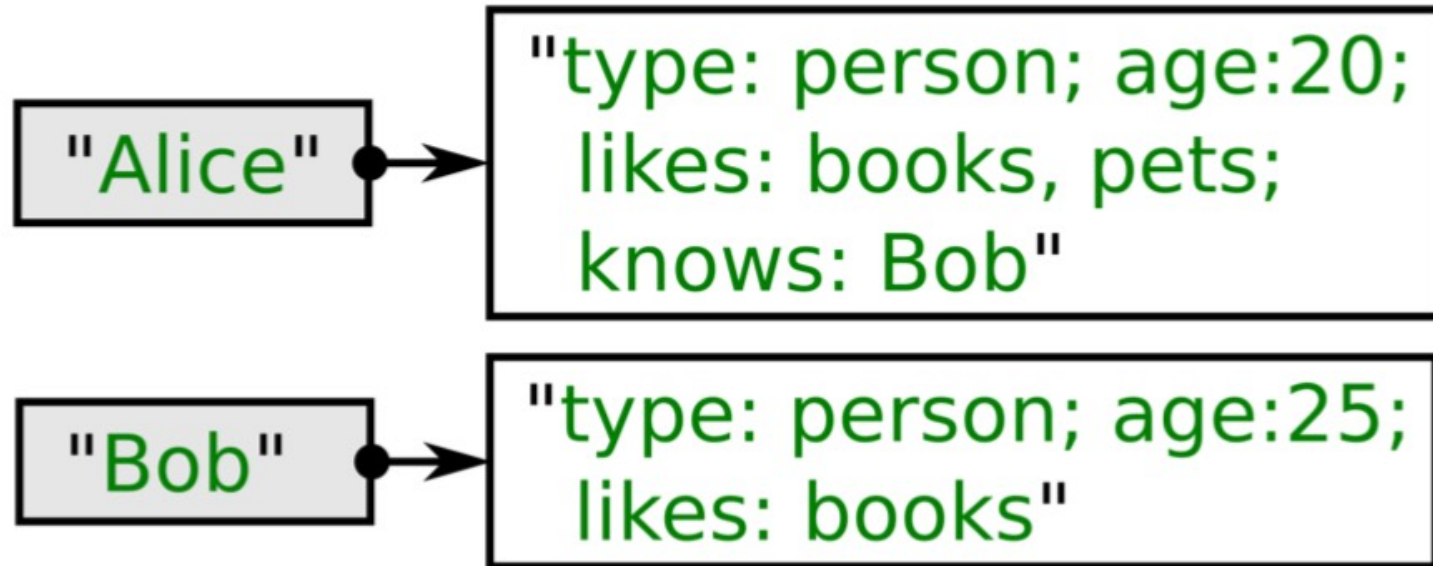 "Alice"
"type: person; age:20;
likes: books, pets;
knows: Bob"
"Bob"
"type: person; age:25;
likes: books"